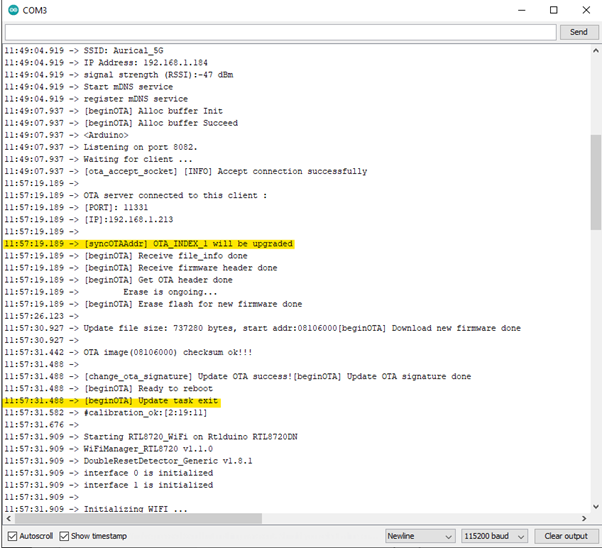 COM3
Send
11:49:04.919 -> SSID: Aurical_5G
11:49:04.919 -> IP Address: 192.168.1.184
11:49:04.919 -> signal strength (RSSI):-47 dBm
11:49:04.919 -> Start mDNS service
11:49:04.919 -> register mDNS service
11:49:07.937 -> [beginOTA] Alloc buffer Init
11:49:07.937 -> [beginOTA] Alloc buffer Succeed
11:49:07.937 -> <Arduino>
11:49:07.937 -> Listening on port 8082.
11:49:07.937 -> Waiting for client ...
11:49:07.937 -> [ota_accept_socket] [INFO] Accept connection successfully
11:57:19.189 ->
11:57:19.189 -> OTA server connected to this client :
11:57:19.189 -> [PORT]: 11331
11:57:19.189 -> [IP]:192.168.1.213
11:57:19.189 ->
11:57:19.189 -> [syncOTAAddr] OTA_INDEX_1 will be upgraded
11:57:19.189 -> [beginOTA] Receive file_info done
11:57:19.189 -> [beginOTA] Receive firmware header done
11:57:19.189 -> [beginOTA] Get OTA header done
11:57:19.189 -> Erase is ongoing...
11:57:19.189 -> [beginOTA] Erase flash for new firmware done
11:57:26.123 ->
11:57:30.927 -> Update file size: 737280 bytes, start addr:08106000[beginOTA] Download new firmware done
11:57:30.927 ->
11:57:31.442 -> OTA image(08106000) checksum ok!!!
11:57:31.488 ->
11:57:31.488 -> [change_ota_signature] Update OTA success![beginOTA] Update OTA signature done
11:57:31.488 -> [beginOTA] Ready to reboot
11:57:31.488 -> [beginOTA] Update task exit
11:57:31.582 -> #calibration_ok:[2:19:11]
11:57:31.676 ->
11:57:31.909 -> Starting RTL8720_WiFi on Rtlduino RTL8720DN
11:57:31.909 -> WiFiManager_RTL8720 v1.1.0
11:57:31.909 -> DoubleResetDetector_Generic v1.8.1
11:57:31.909 -> interface 0 is initialized
11:57:31.909 -> interface 1 is initialized
11:57:31.909 ->
11:57:31.909 -> Initializing WIFI ...
Autoscroll Show timestamp Newline 115200 baud Clear output